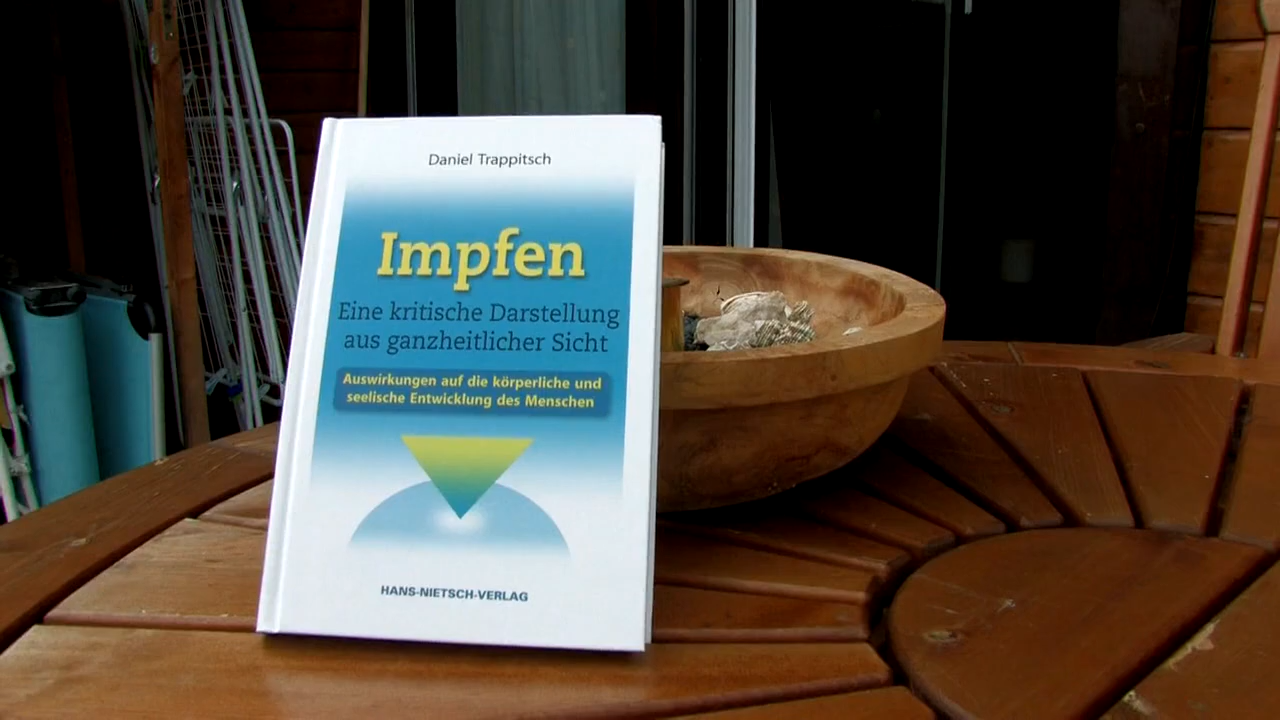 Daniel Trappitsch
Impfen
Eine kritische Darstellung
aus ganzheitlicher Sicht
Auswirkungen auf die körperliche und
seelische Entwicklung des Menschen
HANS-NIETSCH-VERLAG